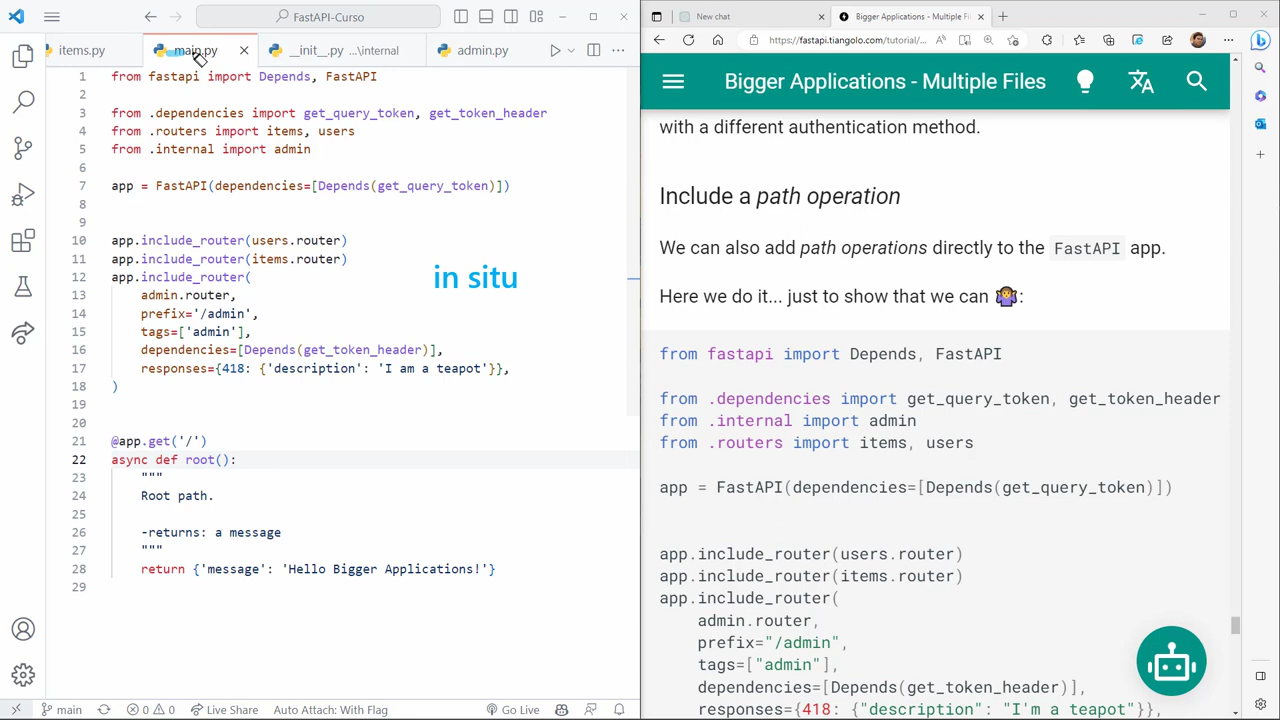 FastAPI-Curso
items.py
main.py
__init__.py ...\internal
admin.py
1 from fastapi import Depends, FastAPI
2
3 from .dependencies import get_query_token, get_token_header
4 from .routers import items, users
5 from .internal import admin
6
7 app = FastAPI(dependencies=[Depends(get_query_token)])
8
9
10 app.include_router(users.router)
11 app.include_router(items.router)
12 app.include_router(
13 admin.router,
14 prefix='/admin',
15 tags=['admin'],
16 dependencies=[Depends(get_token_header)],
17 responses={418: {'description': 'I am a teapot'}},
18 )
19
20
21 @app.get('/')
22 async def root():
23 """
24 Root path.
25
26 -returns: a message
27 """
28 return {'message': 'Hello Bigger Applications!'}
29
in situ
main
0 0
Live Share
Auto Attach: With Flag
Go Live
New chat
Bigger Applications - Multiple Fi
https://fastapi.tiangolo.com/tutorial/...
Bigger Applications - Multiple Files
with a different authentication method.
Include a path operation
We can also add path operations directly to the FastAPI app.
Here we do it... just to show that we can 🤷:
from fastapi import Depends, FastAPI
from .dependencies import get_query_token, get_token_header
from .internal import admin
from .routers import items, users
app = FastAPI(dependencies=[Depends(get_query_token)])
app.include_router(users.router)
app.include_router(items.router)
app.include_router(
admin.router,
prefix="/admin",
tags=["admin"],
dependencies=[Depends(get_token_header)],
responses={418: {"description": "I'm a teapot"}},